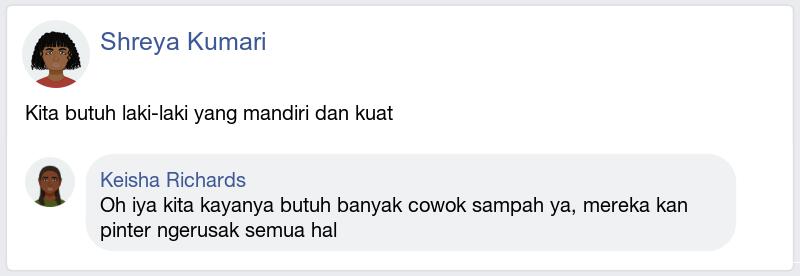 Shreya Kumari
Kita butuh laki-laki yang mandiri dan kuat
Keisha Richards
Oh iya kita kayanya butuh banyak cowok sampah ya, mereka kan
pinter ngerusak semua hal